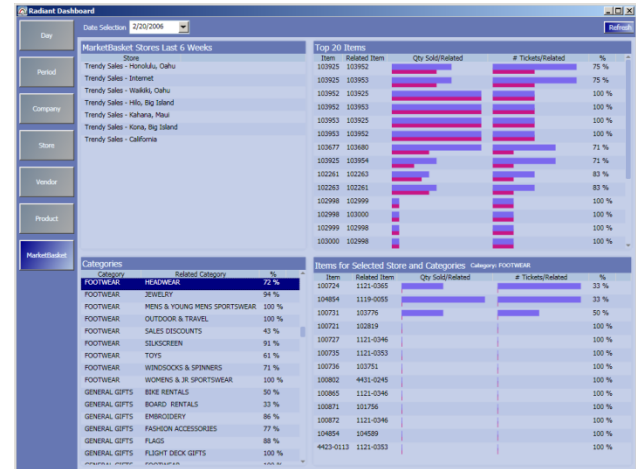 Radiant Dashboard
Date Selection 2/20/2006
Refresh
Day
Period
Company
Store
Vendor
Product
MarketBasket
MarketBasket Stores Last 6 Weeks
Store
Trendy Sales - Honolulu, Oahu
Trendy Sales - Internet
Trendy Sales - Waikiki, Oahu
Trendy Sales - Hilo, Big Island
Trendy Sales - Kahana, Maui
Trendy Sales - Kona, Big Island
Trendy Sales - California
Top 20 Items
Item Related Item Qty Sold/Related # Tickets/Related %
103925 103952 75 %
103925 103953 75 %
103952 103925 100 %
103952 103953 100 %
103953 103925 100 %
103953 103952 100 %
103677 103680 71 %
103925 103954 71 %
102261 102263 83 %
102263 102261 83 %
102998 102999 100 %
102998 103000 100 %
102999 102998 100 %
103000 102998 100 %
Categories
Category Related Category %
FOOTWEAR HEADWEAR 72 %
FOOTWEAR JEWELRY 94 %
FOOTWEAR MENS & YOUNG MENS SPORTSWEAR 100 %
FOOTWEAR OUTDOOR & TRAVEL 100 %
FOOTWEAR SALES DISCOUNTS 43 %
FOOTWEAR SILKSCREEN 91 %
FOOTWEAR TOYS 61 %
FOOTWEAR WINDSOCKS & SPINNERS 71 %
FOOTWEAR WOMENS & JR SPORTSWEAR 100 %
GENERAL GIFTS BIKE RENTALS 50 %
GENERAL GIFTS BOARD RENTALS 33 %
GENERAL GIFTS EMBROIDERY 86 %
GENERAL GIFTS FASHION ACCESSORIES 77 %
GENERAL GIFTS FLAGS 88 %
GENERAL GIFTS FLIGHT DECK GIFTS 100 %
GENERAL GIFTS FOOTWEAR 100 %
Items for Selected Store and Categories Category: FOOTWEAR
Item Related Item Qty Sold/Related # Tickets/Related %
100724 1121-0365 33 %
104854 1119-0055 33 %
100731 103776 50 %
100721 102819 100 %
100727 1121-0346 100 %
100735 1121-0353 100 %
100736 103751 100 %
100802 4431-0245 100 %
100865 1121-0346 100 %
100871 101756 100 %
100872 1121-0346 100 %
104854 104589 100 %
4423-0113 1121-0353 100 %